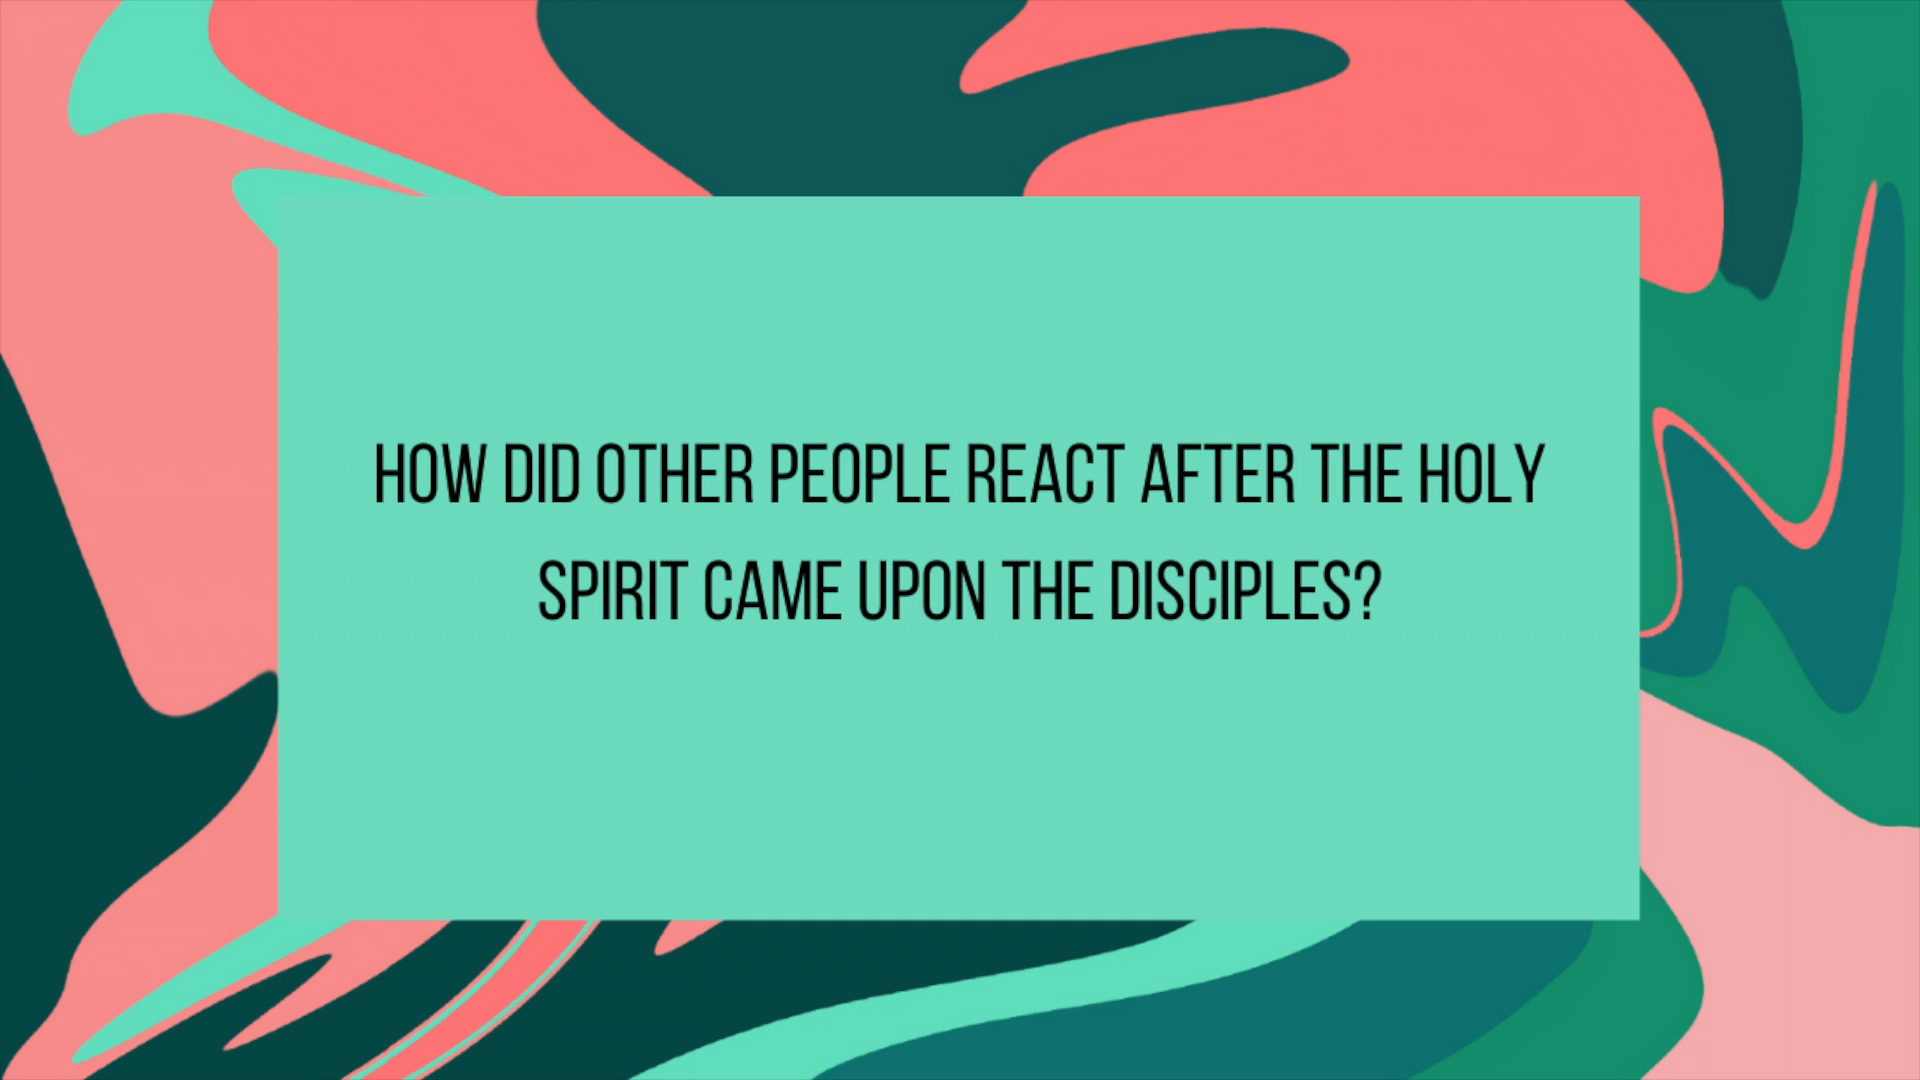 HOW DID OTHER PEOPLE REACT AFTER THE HOLY
SPIRIT CAME UPON THE DISCIPLES?